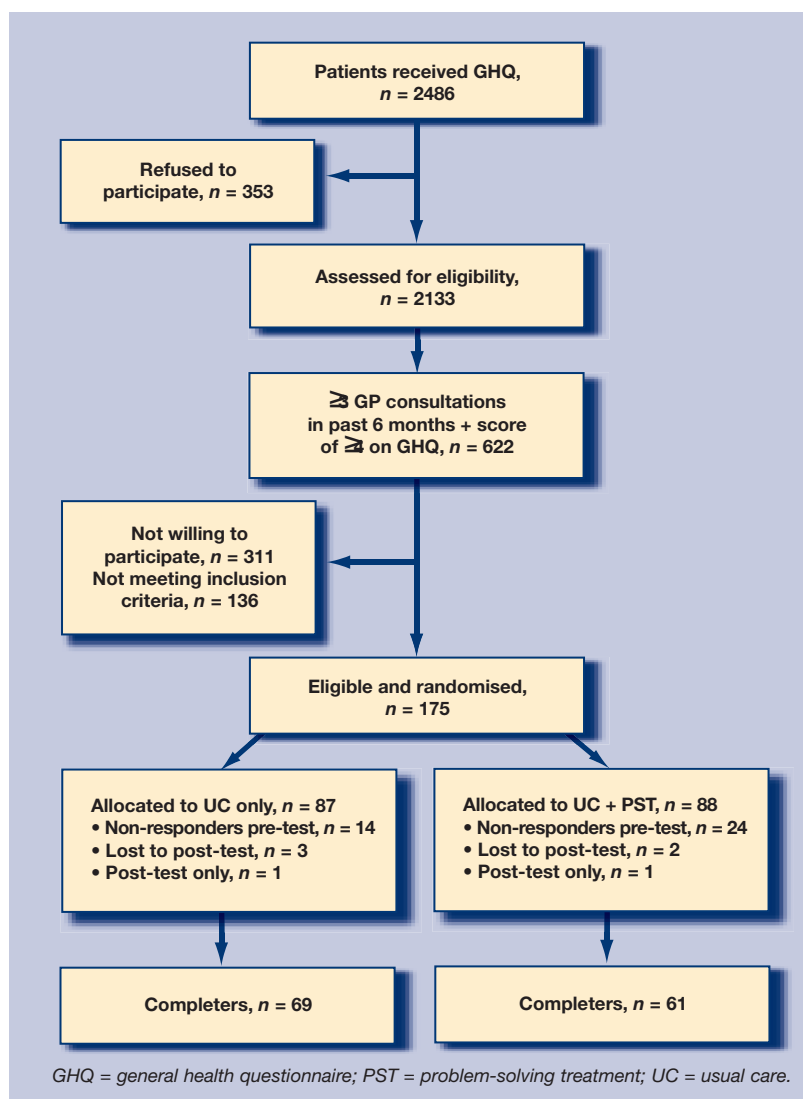 Patients received GHQ,
n = 2486
Refused to
participate, n = 353
Assessed for eligibility,
n = 2133
≥3 GP consultations
in past 6 months + score
of ≥4 on GHQ, n = 622
Not willing to
participate, n = 311
Not meeting inclusion
criteria, n = 136
Eligible and randomised,
n = 175
Allocated to UC only, n = 87
• Non-responders pre-test, n = 14
• Lost to post-test, n = 3
• Post-test only, n = 1
Allocated to UC + PST, n = 88
• Non-responders pre-test, n = 24
• Lost to post-test, n = 2
• Post-test only, n = 1
Completers, n = 69
Completers, n = 61
GHQ = general health questionnaire; PST = problem-solving treatment; UC = usual care.